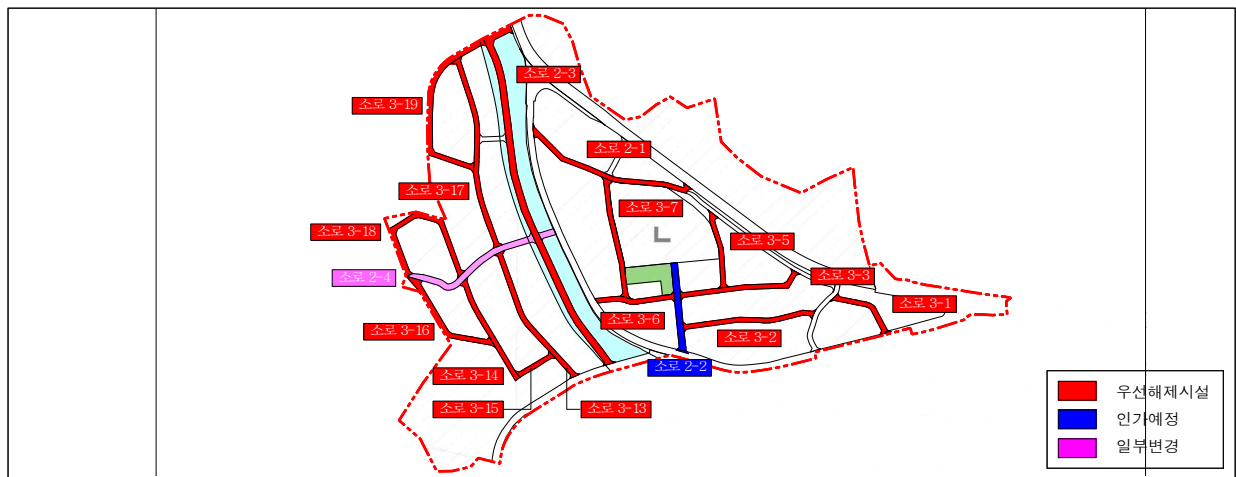 소로 2-3
소로 3-19
소로 2-1
소로 3-17
소로 3-7
소로 3-18
소로 3-5
소로 2-4
소로 3-3
소로 3-1
소로 3-6
소로 3-16
소로 3-2
소로 2-2
소로 3-14
소로 3-15
소로 3-13
우선해제시설
인가예정
일부변경